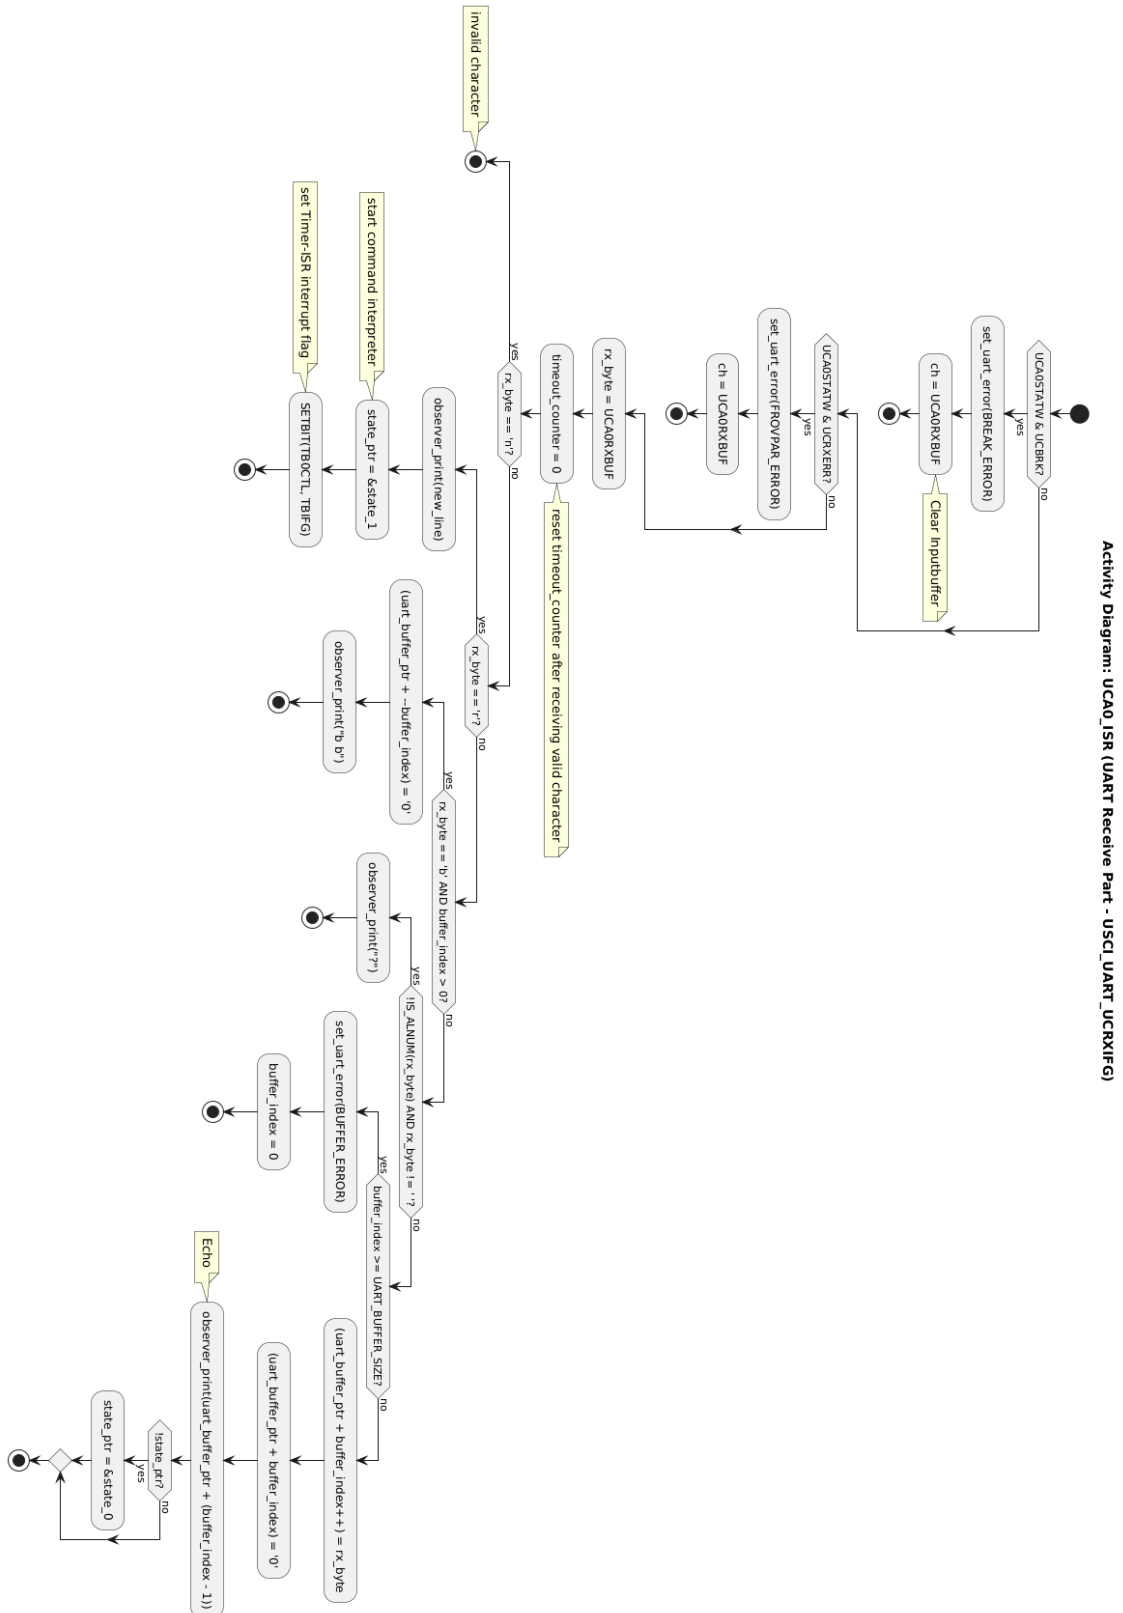 Activity Diagram: UCA0_ISR (UART Receive Part - USCI_UART_UCRXIFG)
UCA0STATW & UCBRK?
yes
no
set_uart_error(BREAK_ERROR)
ch = UCA0RXBUF
Clear Inputbuffer
UCA0STATW & UCRXERR?
yes
no
set_uart_error(FROVPAR_ERROR)
ch = UCA0RXBUF
rx_byte = UCA0RXBUF
timeout_counter = 0
reset timeout_counter after receiving valid character
yes
rx_byte == 'n'?
no
invalid character
yes
rx_byte == 'r'?
no
observer_print(new_line)
start command interpreter
state_ptr = &state_1
set Timer-ISR interrupt flag
SETBIT(TB0CTL, TBIFG)
yes
rx_byte == 'b' AND buffer_index > 0?
no
(uart_buffer_ptr + --buffer_index) = '0'
observer_print("b b")
yes
!IS_ALNUM(rx_byte) AND rx_byte != ' '?
no
observer_print("?")
yes
buffer_index >= UART_BUFFER_SIZE?
no
set_uart_error(BUFFER_ERROR)
buffer_index = 0
(uart_buffer_ptr + buffer_index++) = rx_byte
(uart_buffer_ptr + buffer_index) = '0'
Echo
observer_print(uart_buffer_ptr + (buffer_index - 1))
!state_ptr?
yes
no
state_ptr = &state_0